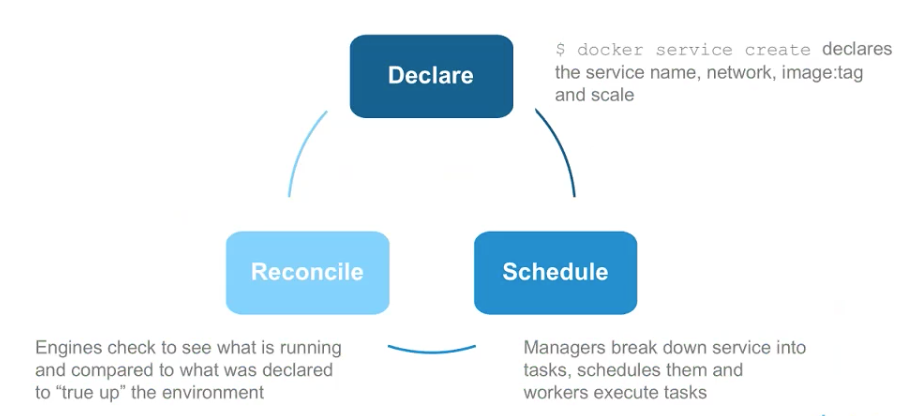 Declare
$ docker service create declares
the service name, network, image:tag
and scale
Reconcile
Schedule
Engines check to see what is running
and compared to what was declared
to “true up” the environment
Managers break down service into
tasks, schedules them and
workers execute tasks